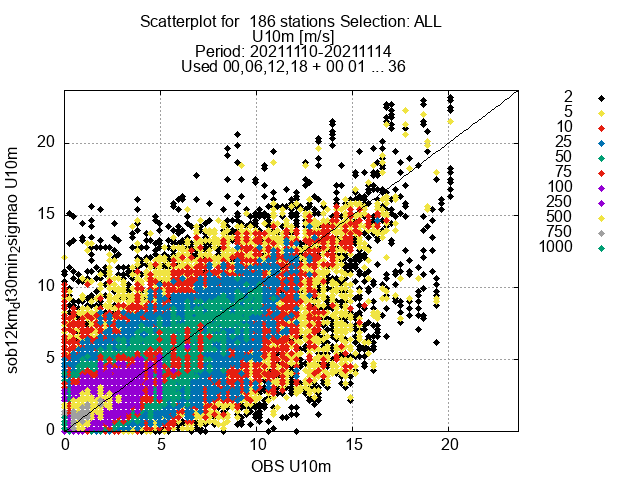 Scatterplot for 186 stations Selection: ALL
U10m [m/s]
Period: 20211110-20211114
Used 00,06,12,18 + 00 01 ... 36
2
5
10
25
50
75
100
250
500
750
1000
20
15
10
5
0
sob12km_dt30min_2sigmao U10m
0 5 10 15 20
OBS U10m